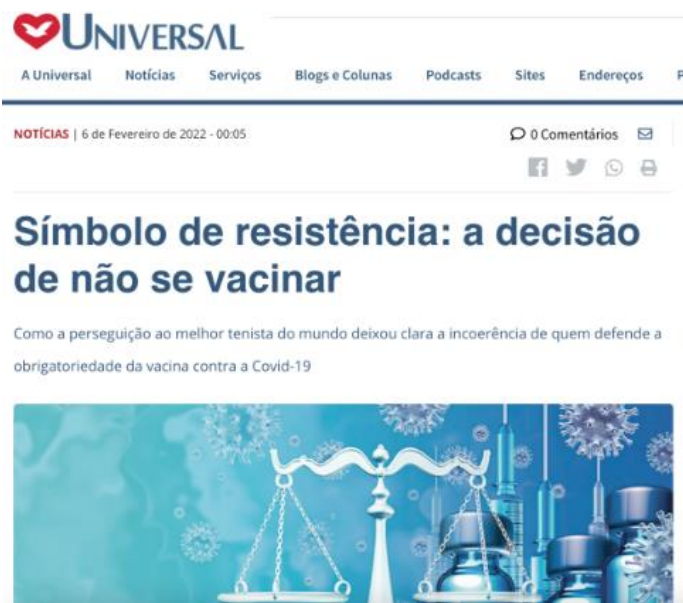 UNIVERSAL
A Universal Notícias Serviços Blogs e Colunas Podcasts Sites Endereços
NOTÍCIAS | 6 de Fevereiro de 2022 - 00:05
0 Comentários
Símbolo de resistência: a decisão
de não se vacinar
Como a perseguição ao melhor tenista do mundo deixou clara a incoerência de quem defende a
obrigatoriedade da vacina contra a Covid-19